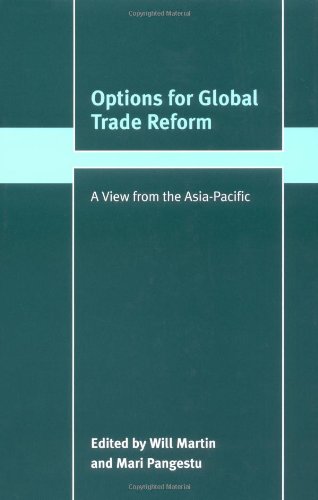 Options for Global
Trade Reform
A View from the Asia-Pacific
Edited by Will Martin
and Mari Pangestu